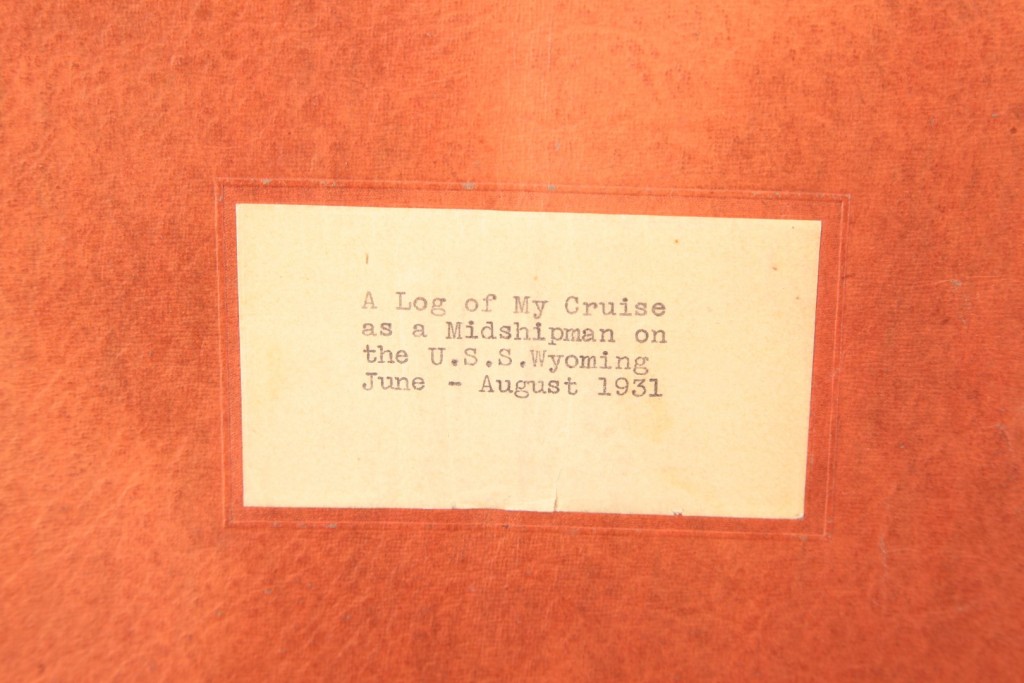 A Log of My Cruise
as a Midshipman on
the U.S.S.Wyoming
June - August 1931